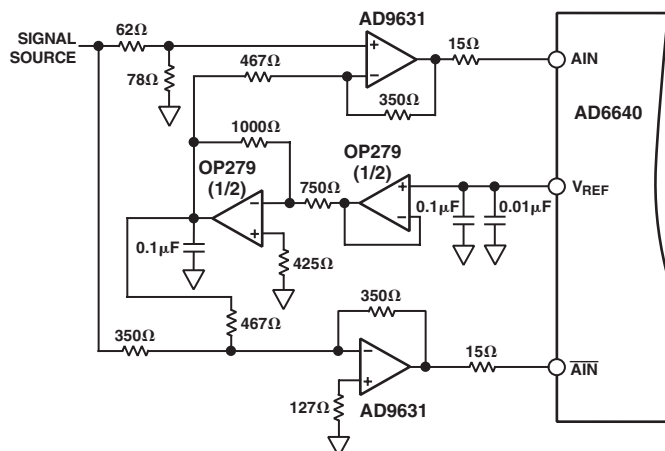 AD9631
SIGNAL
SOURCE
62Ω
78Ω
467Ω
350Ω
15Ω
AIN
AD6640
1000Ω
OP279
(1/2)
OP279
(1/2)
750Ω
VREF
0.1µF
0.01µF
0.1µF
425Ω
350Ω
467Ω
350Ω
15Ω
AIN
127Ω
AD9631